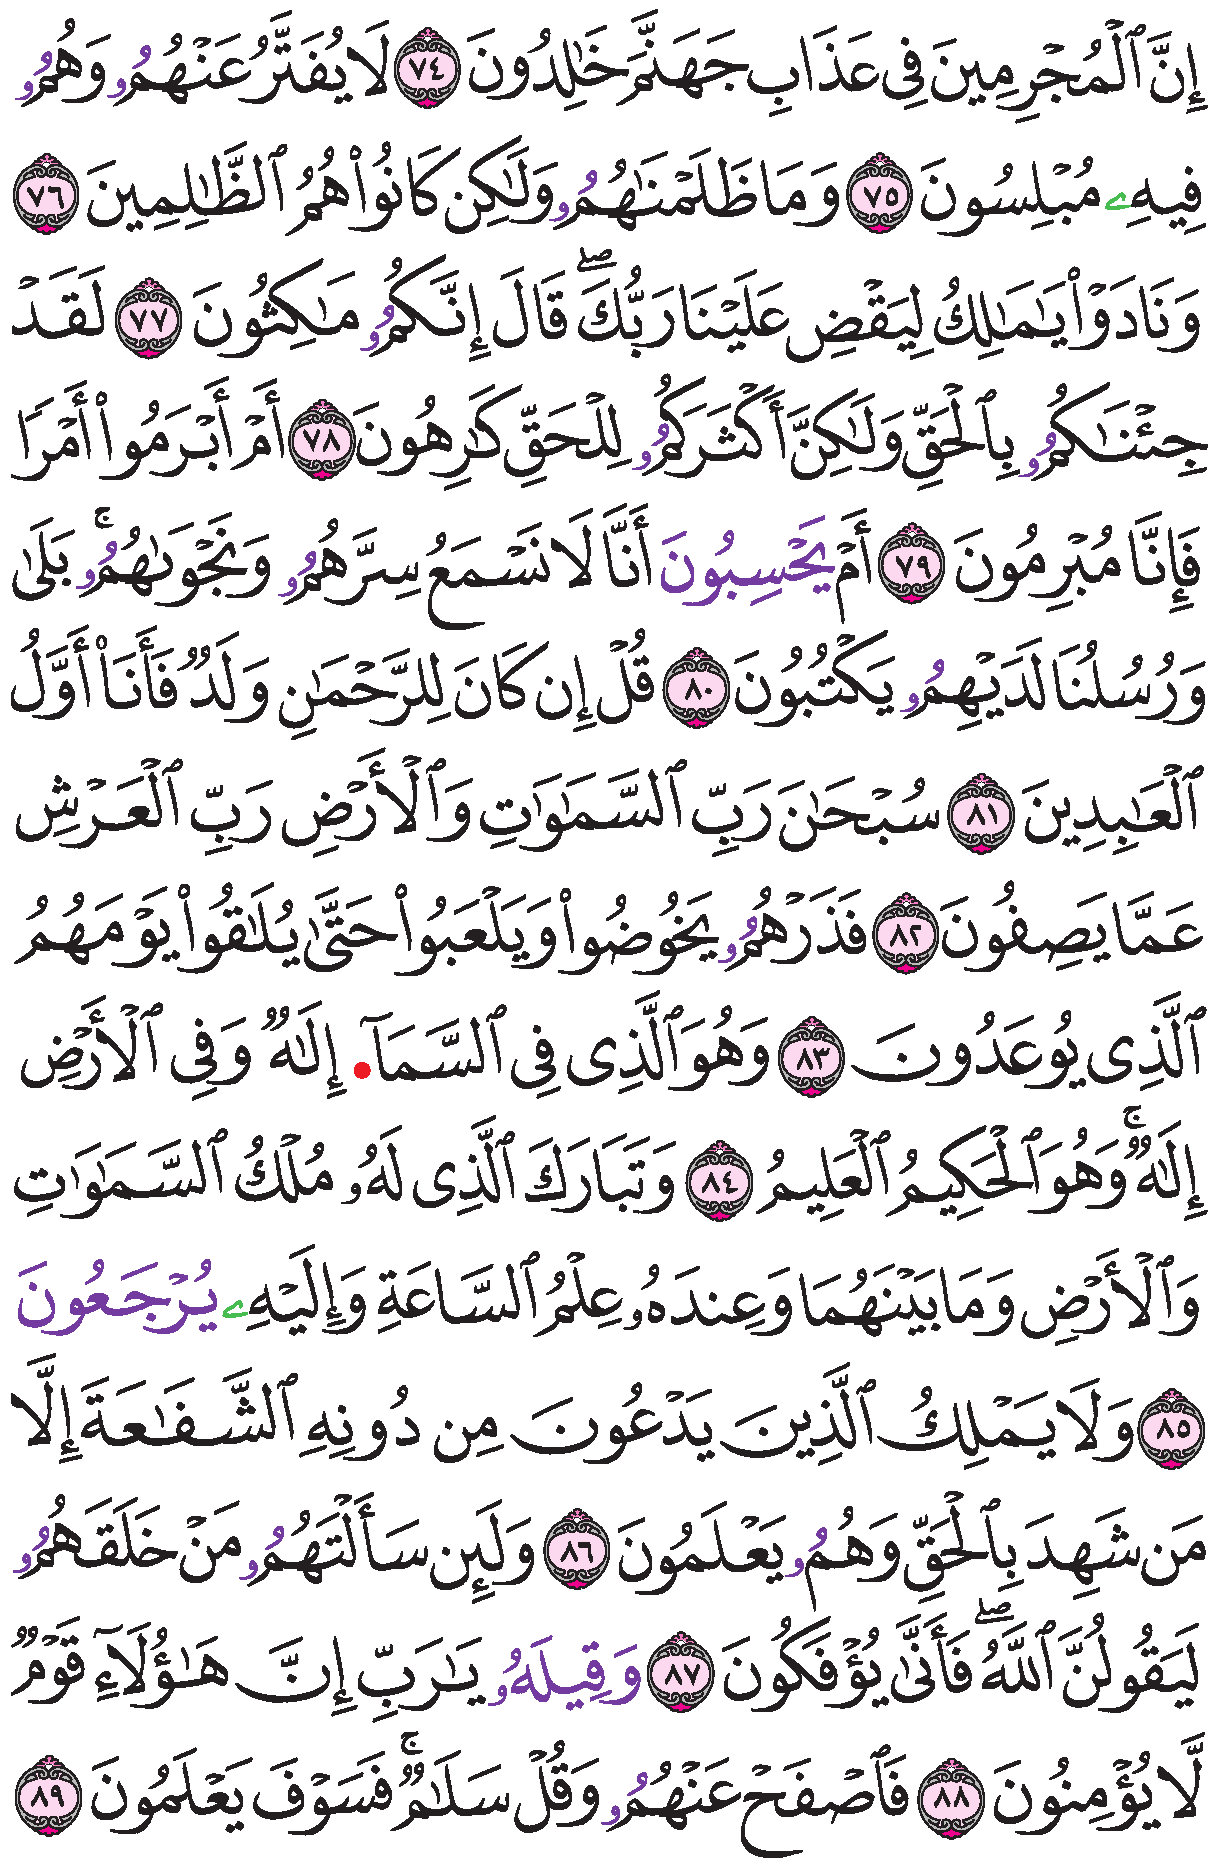 إِنَّ ٱلْمُجْرِمِينَ فِى عَذَابِ جَهَنَّمَ خَٰلِدُونَ ٧٤ لَا يُفَتَّرُ عَنْهُمُۥ وَهُمُۥ
فِيهِۦ مُبْلِسُونَ ٧٥ وَمَا ظَلَمْنَٰهُمُۥ وَلَٰكِن كَانُوا۟ هُمُ ٱلظَّٰلِمِينَ ٧٦
وَنَادَوْا۟ يَٰمَٰلِكُ لِيَقْضِ عَلَيْنَا رَبُّكَۖ قَالَ إِنَّكُمُۥ مَٰكِثُونَ ٧٧ لَقَدْ
جِئْنَٰكُمُۥ بِٱلْحَقِّ وَلَٰكِنَّ أَكْثَرَكُمُۥ لِلْحَقِّ كَٰرِهُونَ ٧٨ أَمْ أَبْرَمُوا۟ أَمْرًا
فَإِنَّا مُبْرِمُونَ ٧٩ أَمْ يَحْسِبُونَ أَنَّا لَا نَسْمَعُ سِرَّهُمُۥ وَنَجْوَىٰهُمُۥۚ بَلَىٰ
وَرُسُلُنَا لَدَيْهِمُۥ يَكْتُبُونَ ٨٠ قُلْ إِن كَانَ لِلرَّحْمَٰنِ وَلَدٌ فَأَنَا۠ أَوَّلُ
ٱلْعَٰبِدِينَ ٨١ سُبْحَٰنَ رَبِّ ٱلسَّمَٰوَٰتِ وَٱلْأَرْضِ رَبِّ ٱلْعَرْشِ
عَمَّا يَصِفُونَ ٨٢ فَذَرْهُمُۥ يَخُوضُوا۟ وَيَلْعَبُوا۟ حَتَّىٰ يُلَٰقُوا۟ يَوْمَهُمُ
ٱلَّذِى يُوعَدُونَ ٨٣ وَهُوَ ٱلَّذِى فِى ٱلسَّمَآ• إِلَٰهٌ وَفِى ٱلْأَرْضِ
إِلَٰهٌۚ وَهُوَ ٱلْحَكِيمُ ٱلْعَلِيمُ ٨٤ وَتَبَارَكَ ٱلَّذِى لَهُۥ مُلْكُ ٱلسَّمَٰوَٰتِ
وَٱلْأَرْضِ وَمَا بَيْنَهُمَا وَعِندَهُۥ عِلْمُ ٱلسَّاعَةِ وَإِلَيْهِۦ يُرْجَعُونَ
٨٥ وَلَا يَمْلِكُ ٱلَّذِينَ يَدْعُونَ مِن دُونِهِ ٱلشَّفَٰعَةَ إِلَّا
مَن شَهِدَ بِٱلْحَقِّ وَهُمُۥ يَعْلَمُونَ ٨٦ وَلَئِن سَأَلْتَهُمُۥ مَنْ خَلَقَهُمُۥ
لَيَقُولُنَّ ٱللَّهُۖ فَأَنَّىٰ يُؤْفَكُونَ ٨٧ وَقِيلَهُۥ يَٰرَبِّ إِنَّ هَٰؤُلَآءِ قَوْمٌ
لَّا يُؤْمِنُونَ ٨٨ فَٱصْفَحْ عَنْهُمُۥ وَقُلْ سَلَٰمٌۚ فَسَوْفَ يَعْلَمُونَ ٨٩